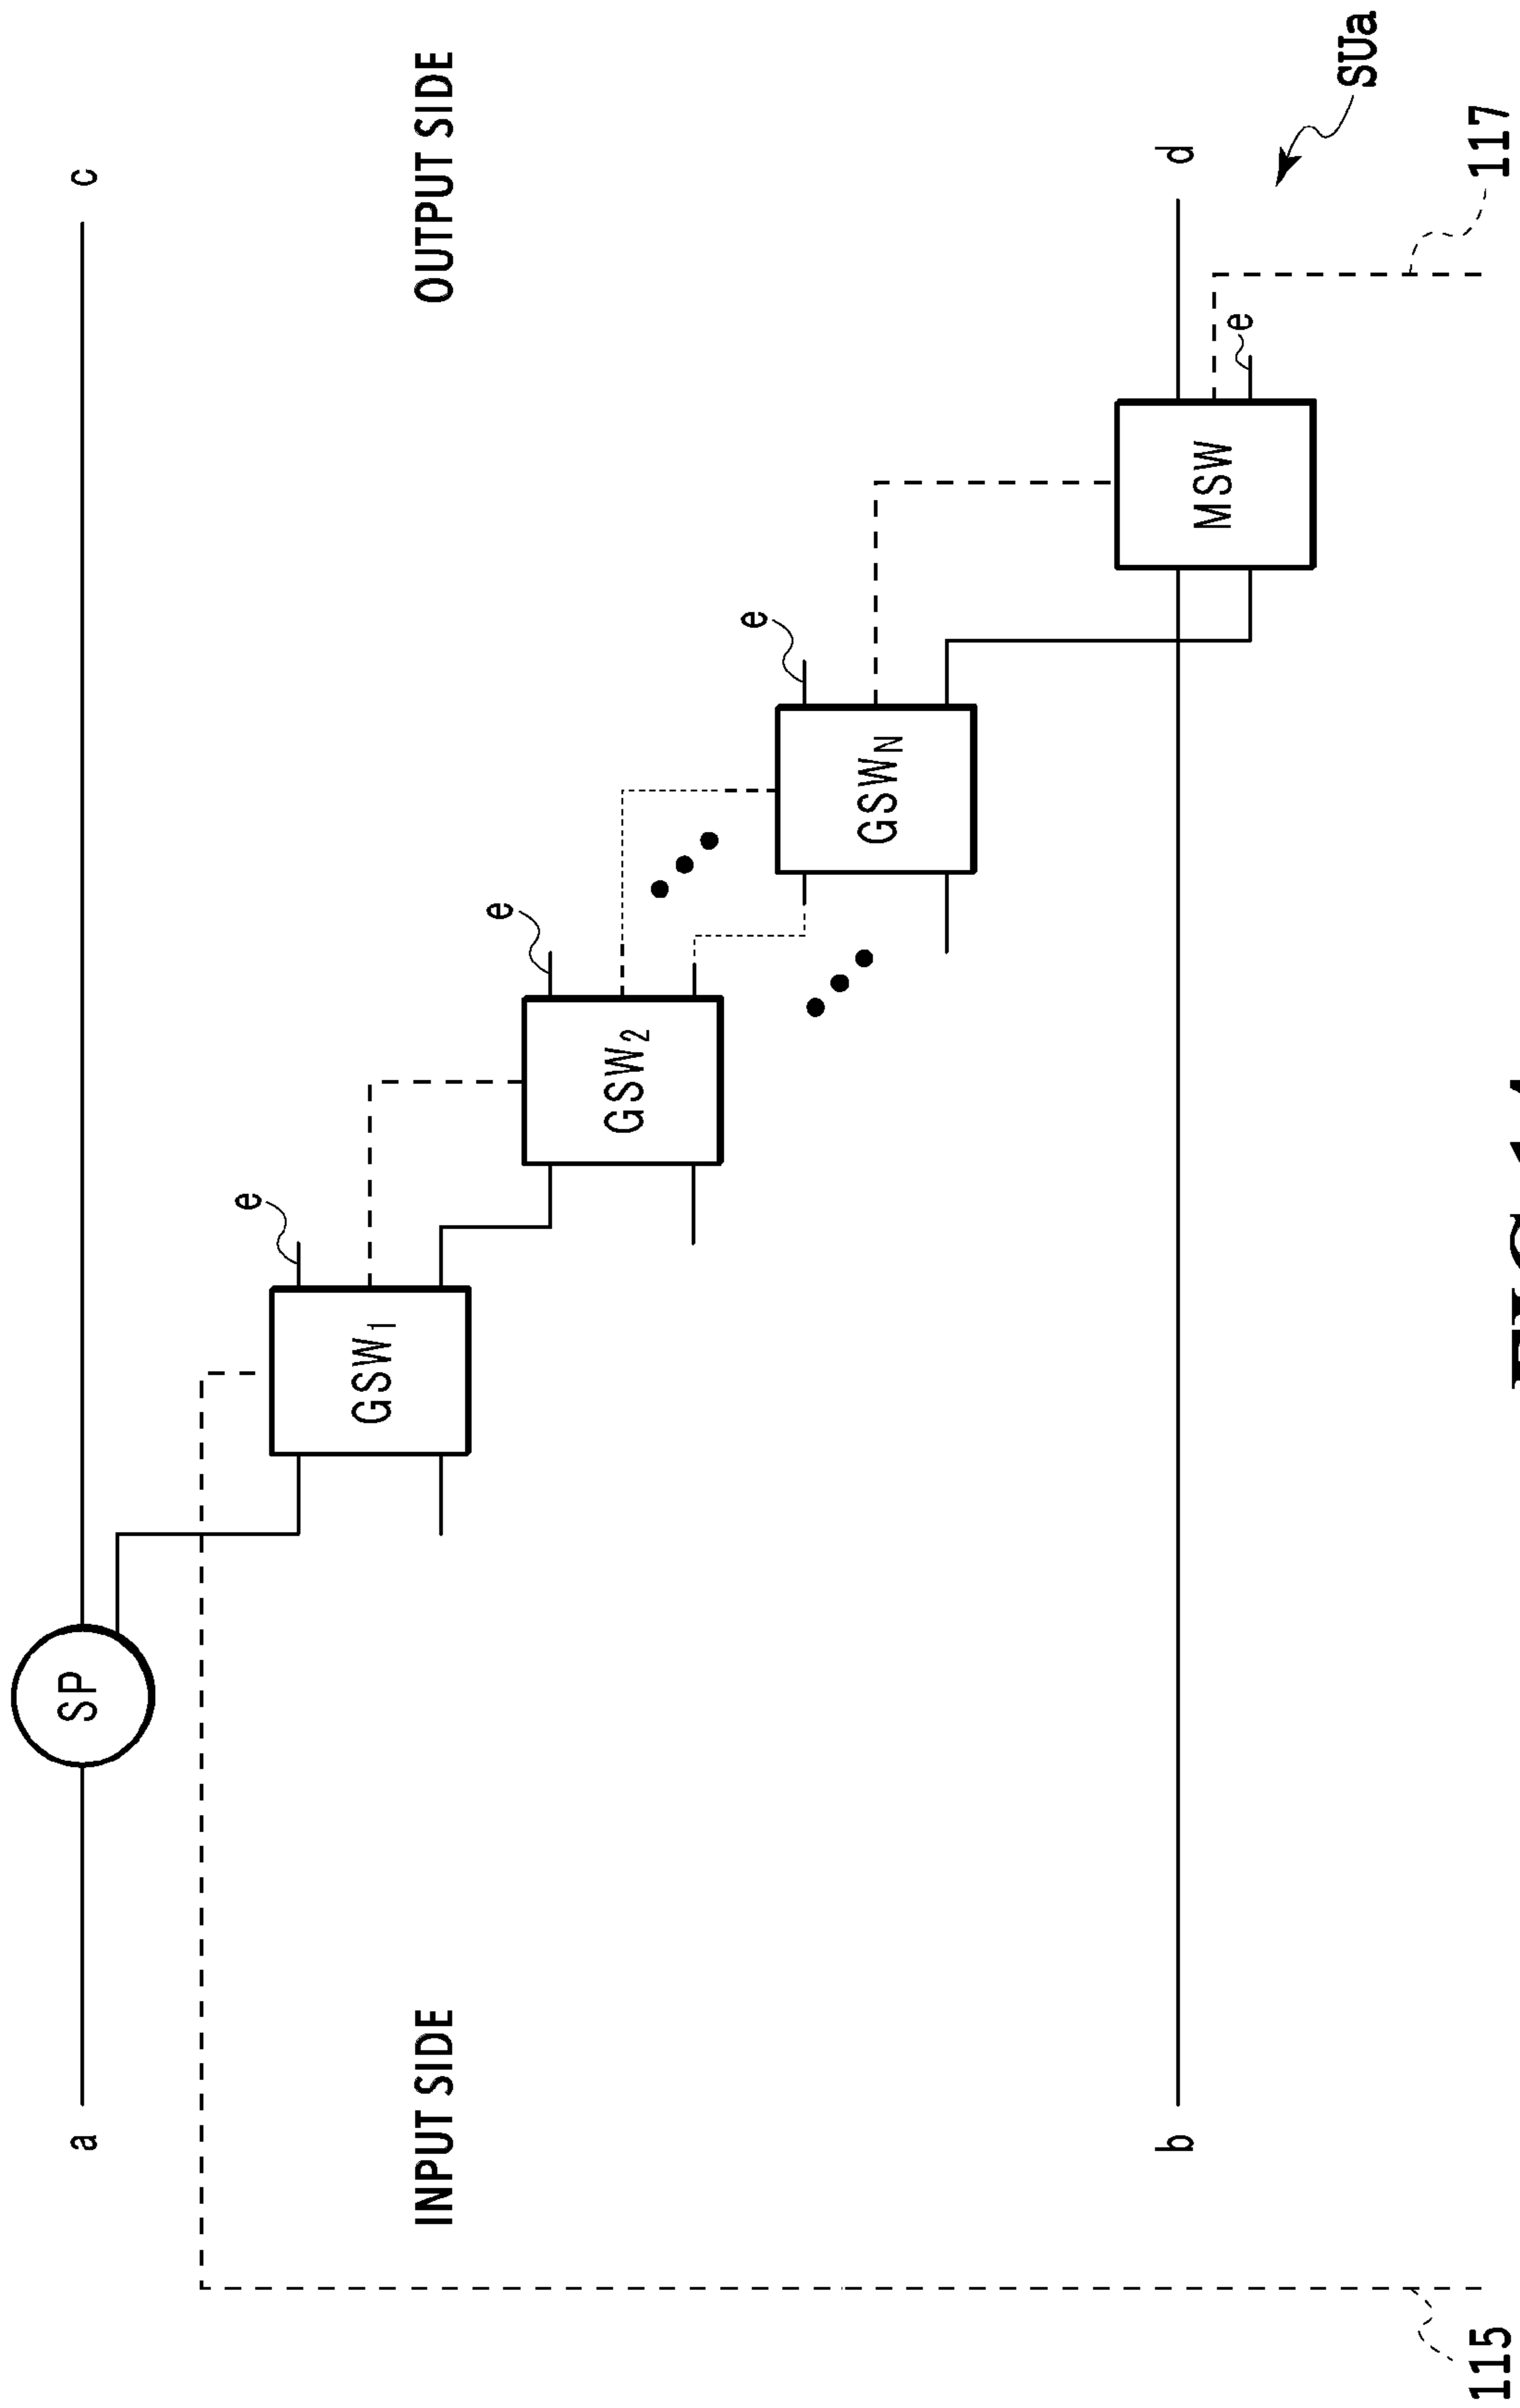 a
SP
c
INPUT SIDE
OUTPUT SIDE
GSW1
e
GSW2
e
GSWN
e
b
MSW
e
d
SUa
115
117